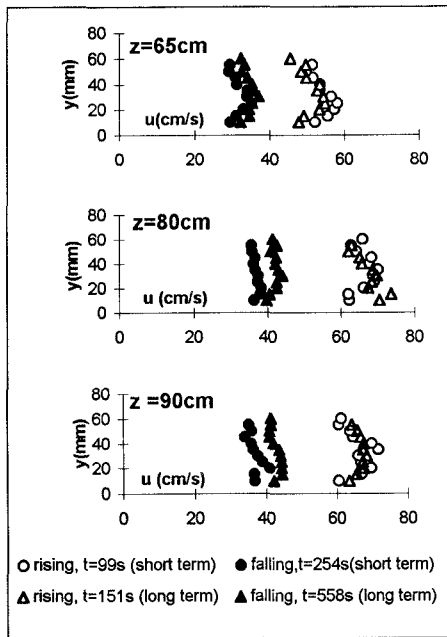 z=65cm
80
60
40
20
0
y(mm)
u(cm/s)
0 20 40 60 80
z=80cm
80
60
40
20
0
y(mm)
u (cm/s)
0 20 40 60 80
z =90cm
80
60
40
20
0
y(mm)
u (cm/s)
0 20 40 60 80
rising, t=99s (short term)
falling,t=254s(short term)
rising, t=151s (long term)
falling, t=558s (long term)